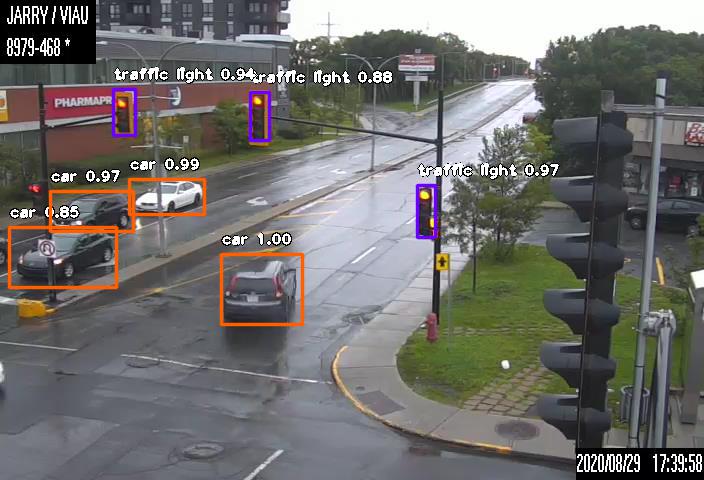 JARRY / VIAU
8979-468 *
traffic light 0.94
traffic light 0.88
PHARMAPR
car 0.99
car 0.97
traffic light 0.97
car 0.85
car 1.00
2020/08/29 17:39:58